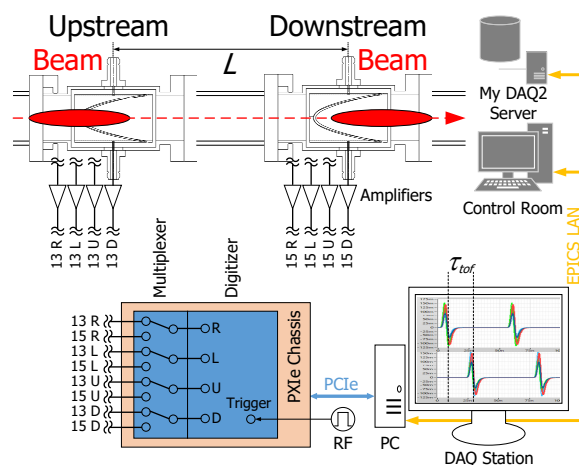 Upstream
Downstream
Beam
L
Beam
My DAQ2
Server
Amplifiers
Control Room
13 R
13 L
13 U
13 D
15 R
15 L
15 U
15 D
EPICS LAN
τtof
Multiplexer
Digitizer
PXIe Chassis
13 R
15 R
13 L
15 L
13 U
15 U
13 D
15 D
R
L
U
D
Trigger
PCIe
RF
PC
DAQ Station